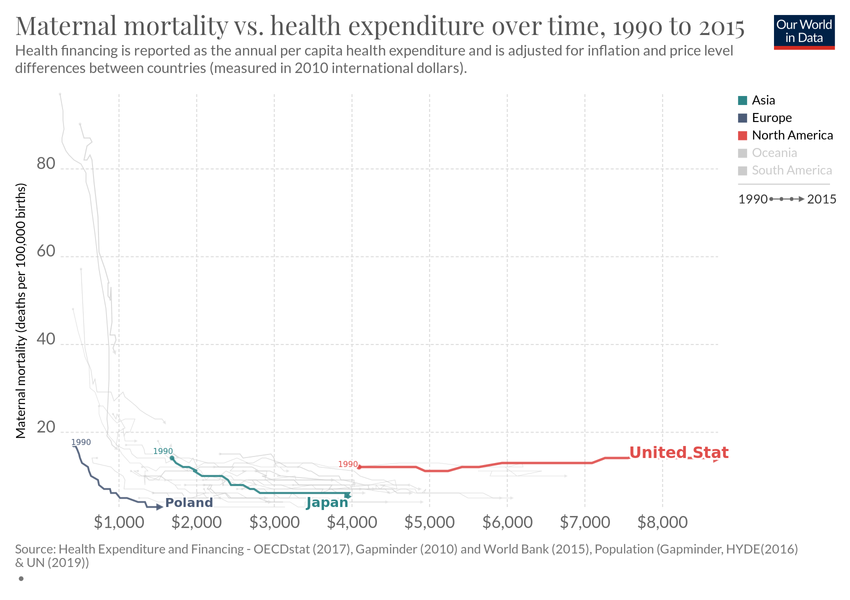 Maternal mortality vs. health expenditure over time, 1990 to 2015
Our World
in Data
Health financing is reported as the annual per capita health expenditure and is adjusted for inflation and price level
differences between countries (measured in 2010 international dollars).
Asia
Europe
North America
Oceania
South America
1990 2015
Maternal mortality (deaths per 100,000 births)
80
60
40
20
1990
1990
1990
United Stat
Poland
Japan
$1,000 $2,000 $3,000 $4,000 $5,000 $6,000 $7,000 $8,000
Source: Health Expenditure and Financing - OECDstat (2017), Gapminder (2010) and World Bank (2015), Population (Gapminder, HYDE(2016)
& UN (2019))